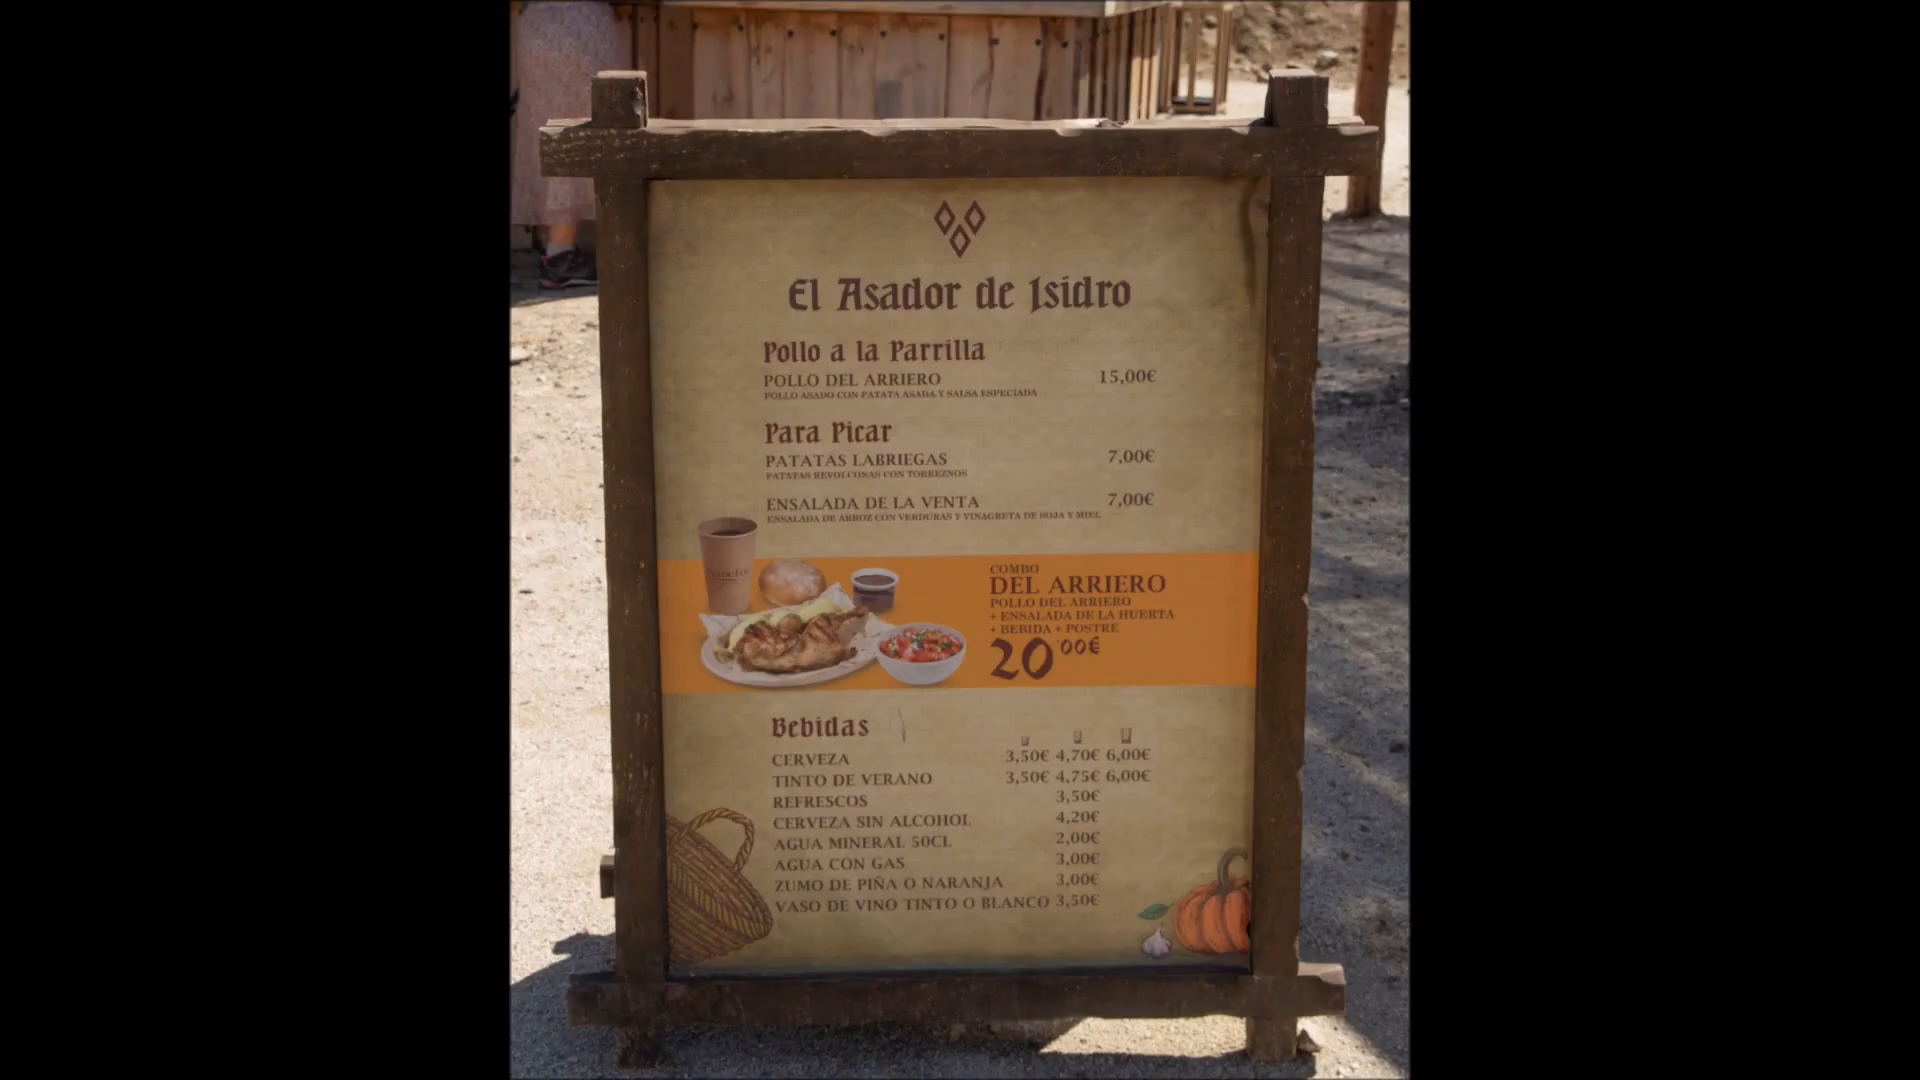 El Asador de Isidro
Pollo a la Parrilla
POLLO DEL ARRIERO 15,00€
POLLO ASADO CON PATATA ASADA Y SALSA ESPECIADA
Para Picar
PATATAS LABRIEGAS 7,00€
PATATAS REVOLCONAS CON TORREZNOS
ENSALADA DE LA VENTA 7,00€
ENSALADA DE ARROZ CON VERDURAS Y VINAGRETA DE SOJA Y MIEL
COMBO
DEL ARRIERO
POLLO DEL ARRIERO
+ ENSALADA DE LA HUERTA
+ BEBIDA + POSTRE
20'00€
Bebidas
CERVEZA 3,50€ 4,70€ 6,00€
TINTO DE VERANO 3,50€ 4,75€ 6,00€
REFRESCOS 3,50€
CERVEZA SIN ALCOHOL 4,20€
AGUA MINERAL 50CL 2,00€
AGUA CON GAS 3,00€
ZUMO DE PIÑA O NARANJA 3,00€
VASO DE VINO TINTO O BLANCO 3,50€